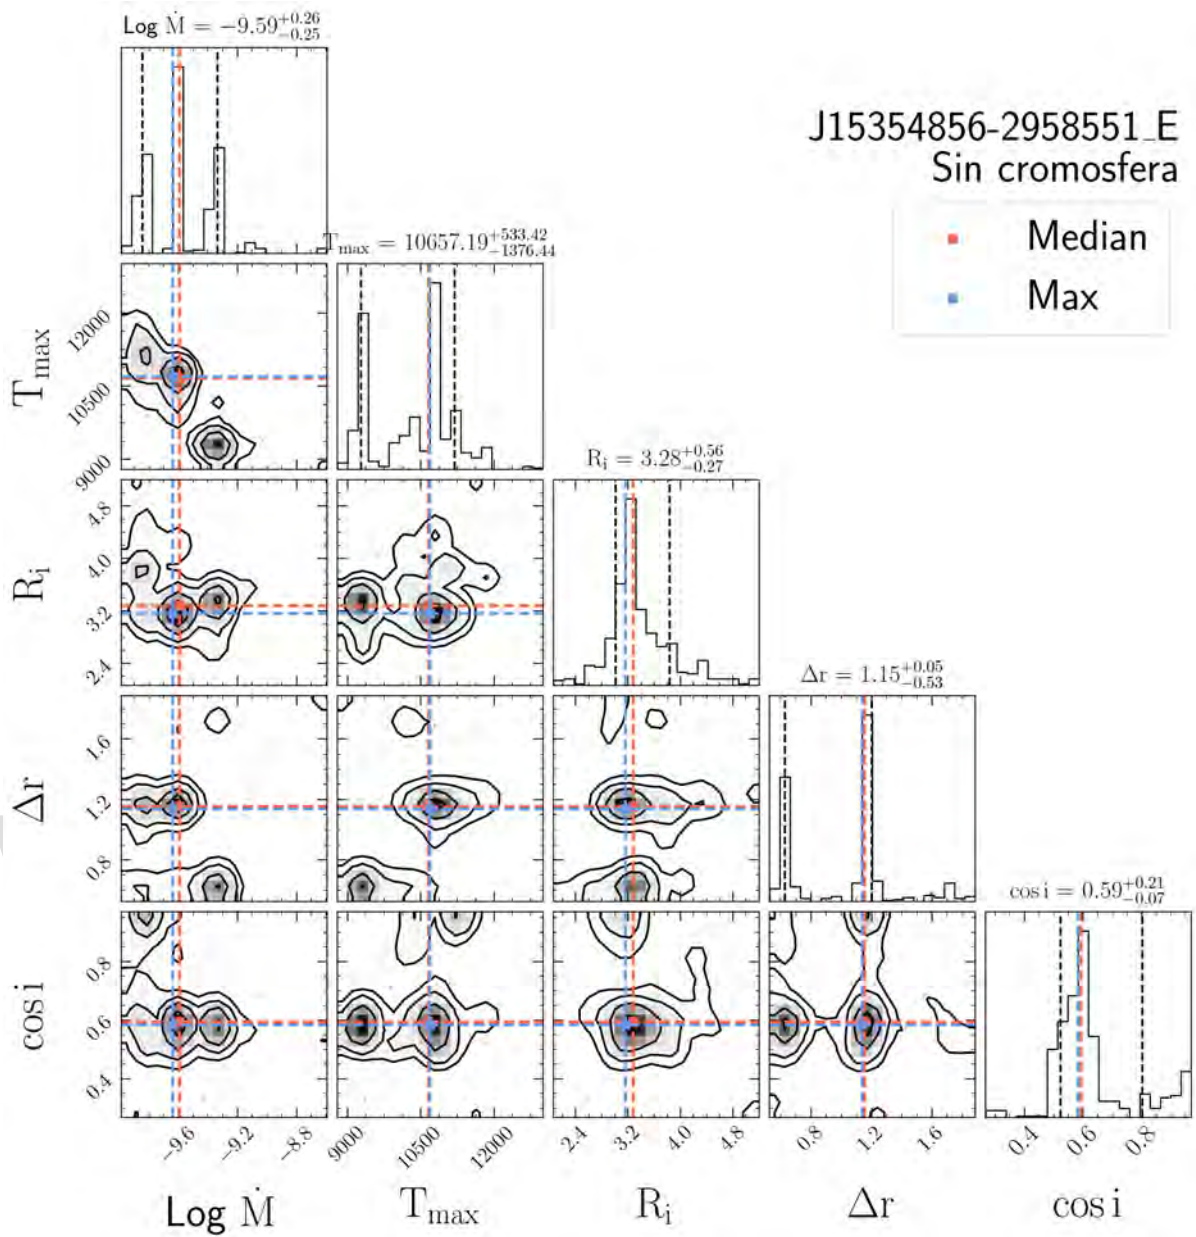 Log Ṁ = −9.59+0.26−0.25
J15354856-2958551_E
Sin cromosfera
Median
Max
Tmax = 10657.19+533.42−1376.44
Tmax
12000
10500
9000
Ri = 3.28+0.56−0.27
Ri
4.8
4.0
3.2
2.4
Δr = 1.15+0.05−0.53
Δr
1.6
1.2
0.8
cos i = 0.59+0.21−0.07
cos i
0.8
0.6
0.4
−9.6 −9.2 −8.8 9000 10500 12000 2.4 3.2 4.0 4.8 0.8 1.2 1.6 0.4 0.6 0.8
Log Ṁ Tmax Ri Δr cos i